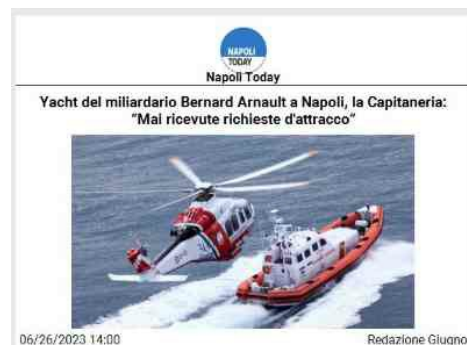 NAPOLI
TODAY
Napoli Today
Yacht del miliardario Bernard Arnault a Napoli, la Capitaneria:
"Mai ricevute richieste d'attracco"
06/26/2023 14:00
Redazione Giugno